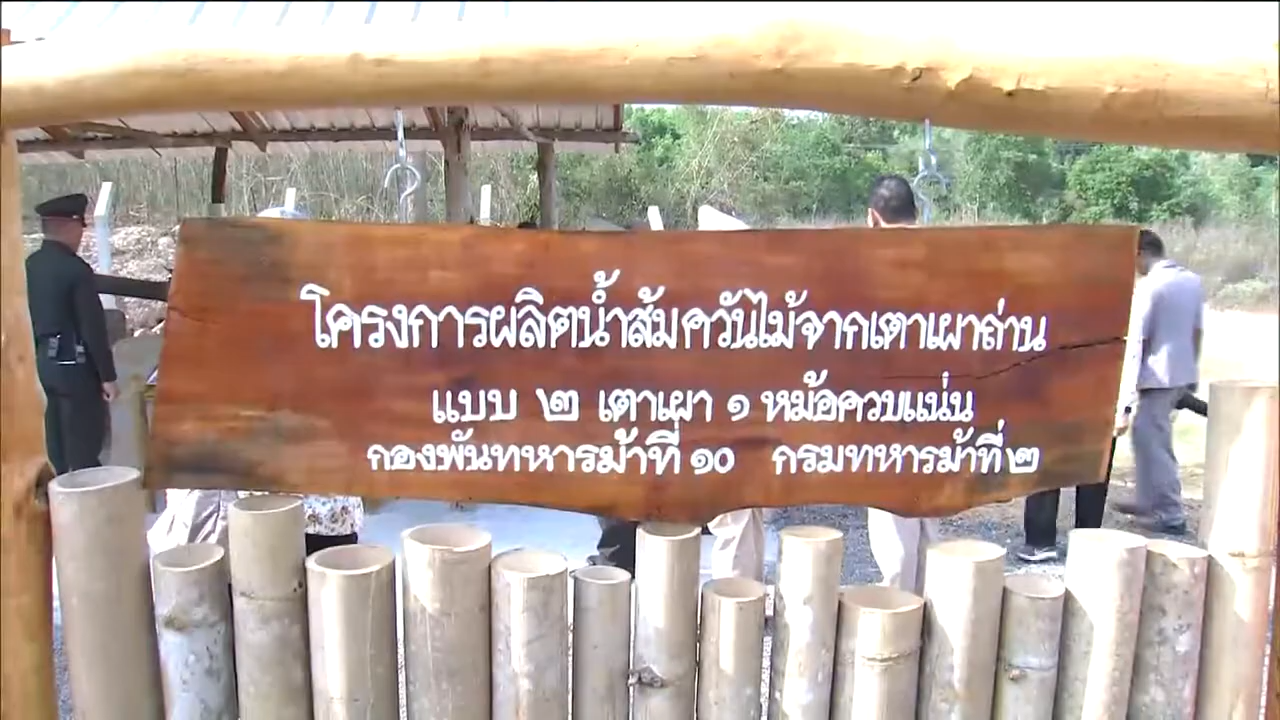 โครงการผลิตน้ำส้มควันไม้จากเตาเผาถ่าน
แบบ ๒ เตาเผา ๑ หม้อควบแน่น
กองพันทหารม้าที่ ๑๐ กรมทหารม้าที่ ๒